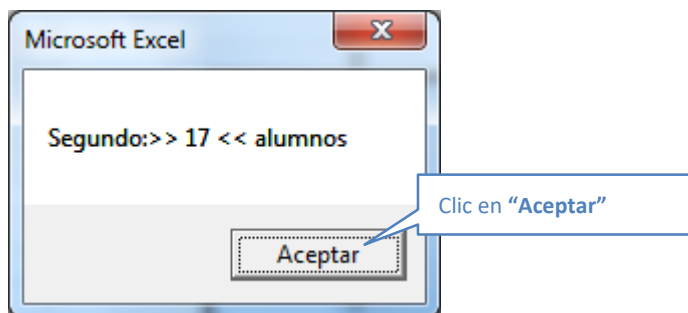 Microsoft Excel
Segundo:>> 17 << alumnos
Clic en “Aceptar”
Aceptar